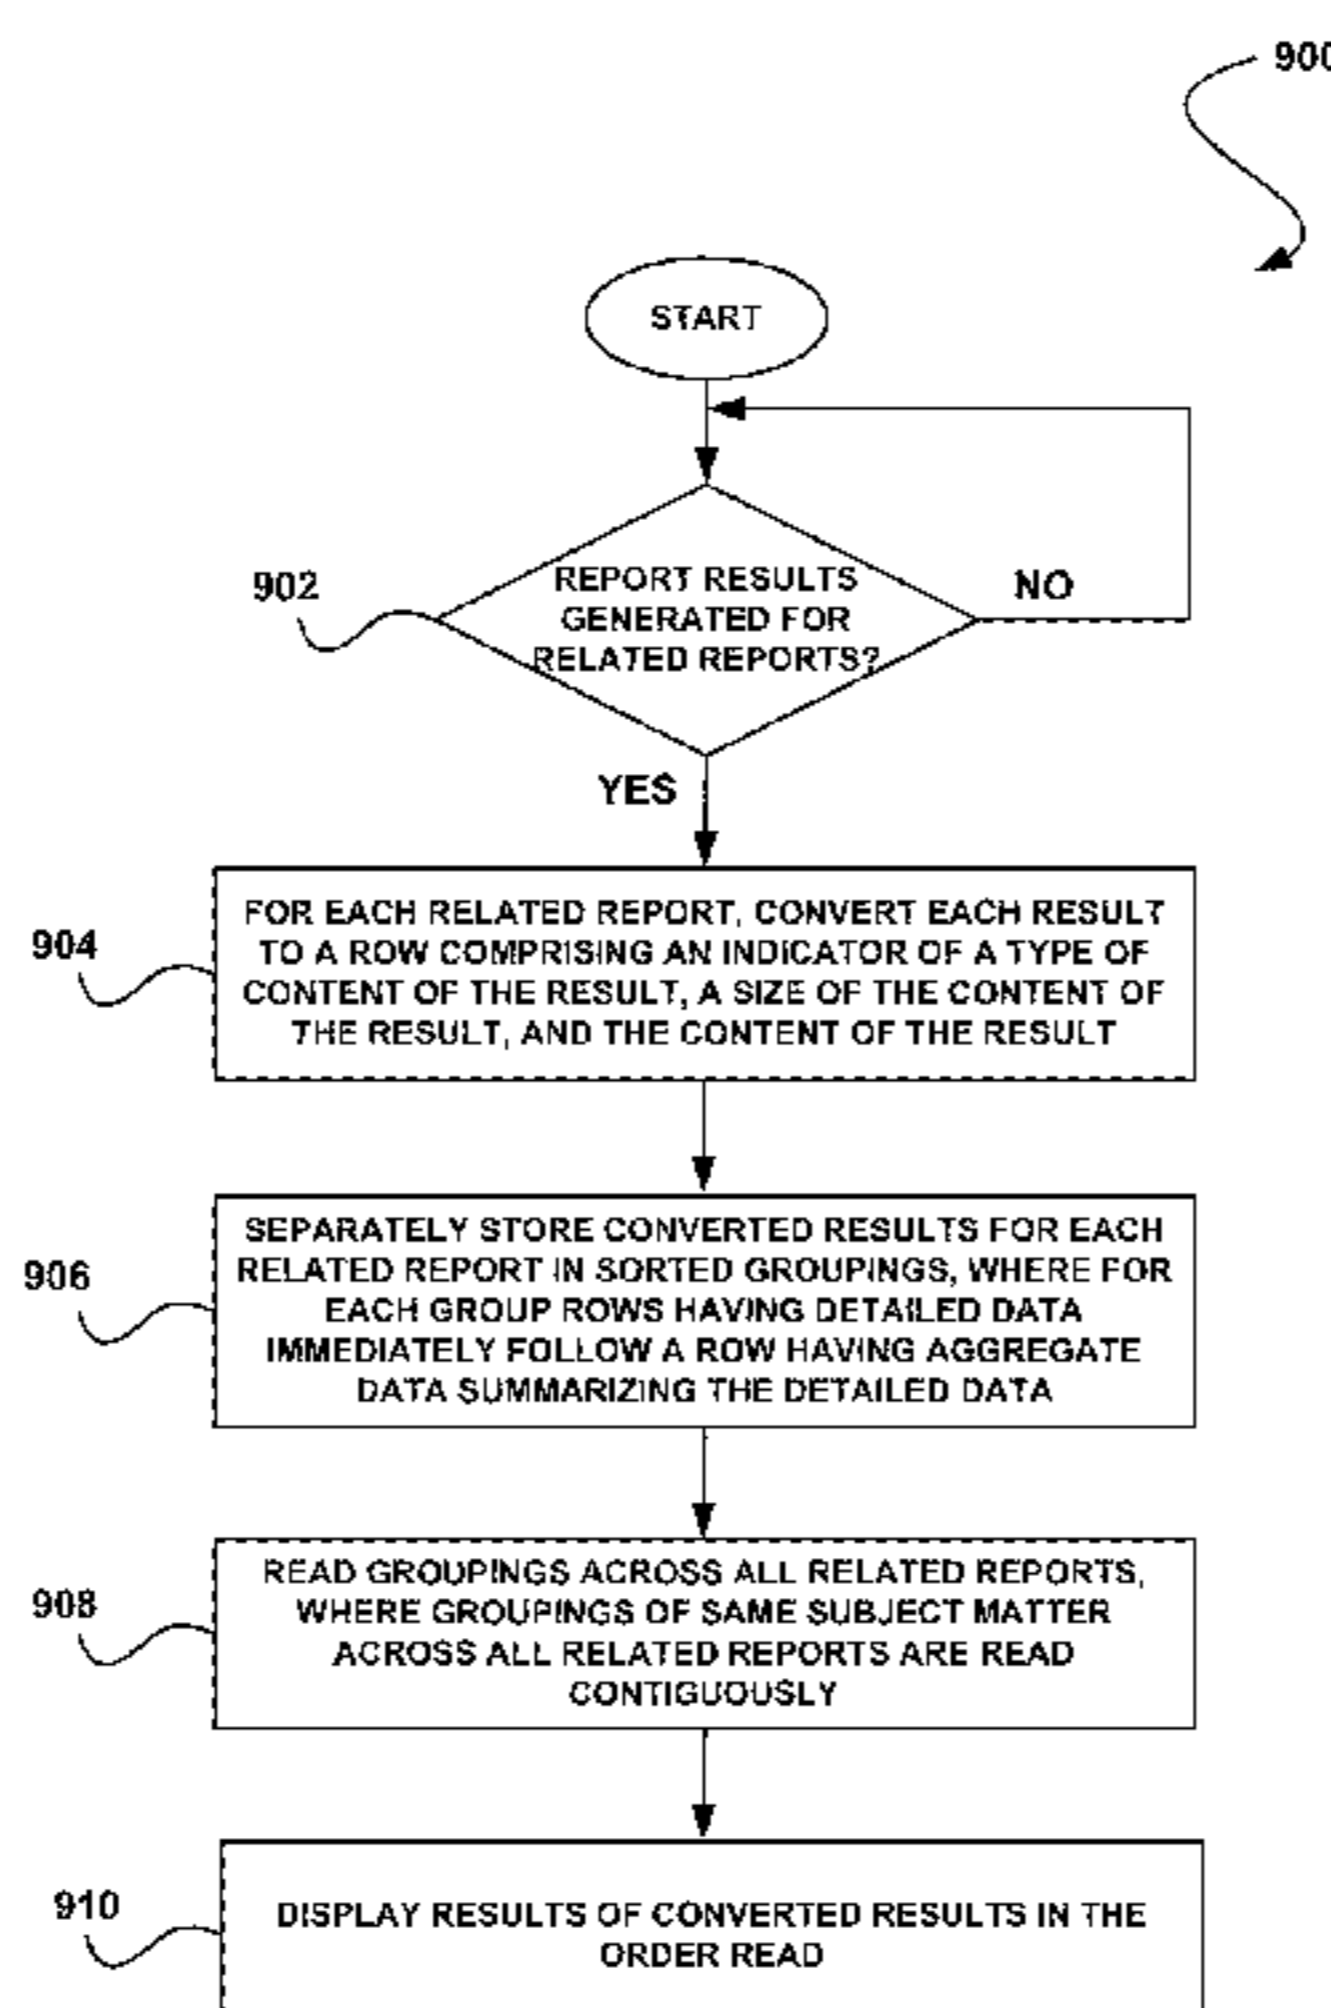 900
START
REPORT RESULTS
GENERATED FOR
RELATED REPORTS?
NO
902
YES
FOR EACH RELATED REPORT, CONVERT EACH RESULT
TO A ROW COMPRISING AN INDICATOR OF A TYPE OF
CONTENT OF THE RESULT, A SIZE OF THE CONTENT OF
THE RESULT, AND THE CONTENT OF THE RESULT
904
SEPARATELY STORE CONVERTED RESULTS FOR EACH
RELATED REPORT IN SORTED GROUPINGS, WHERE FOR
EACH GROUP ROWS HAVING DETAILED DATA
IMMEDIATELY FOLLOW A ROW HAVING AGGREGATE
DATA SUMMARIZING THE DETAILED DATA
906
READ GROUPINGS ACROSS ALL RELATED REPORTS,
WHERE GROUPINGS OF SAME SUBJECT MATTER
ACROSS ALL RELATED REPORTS ARE READ
CONTIGUOUSLY
908
DISPLAY RESULTS OF CONVERTED RESULTS IN THE
ORDER READ
910